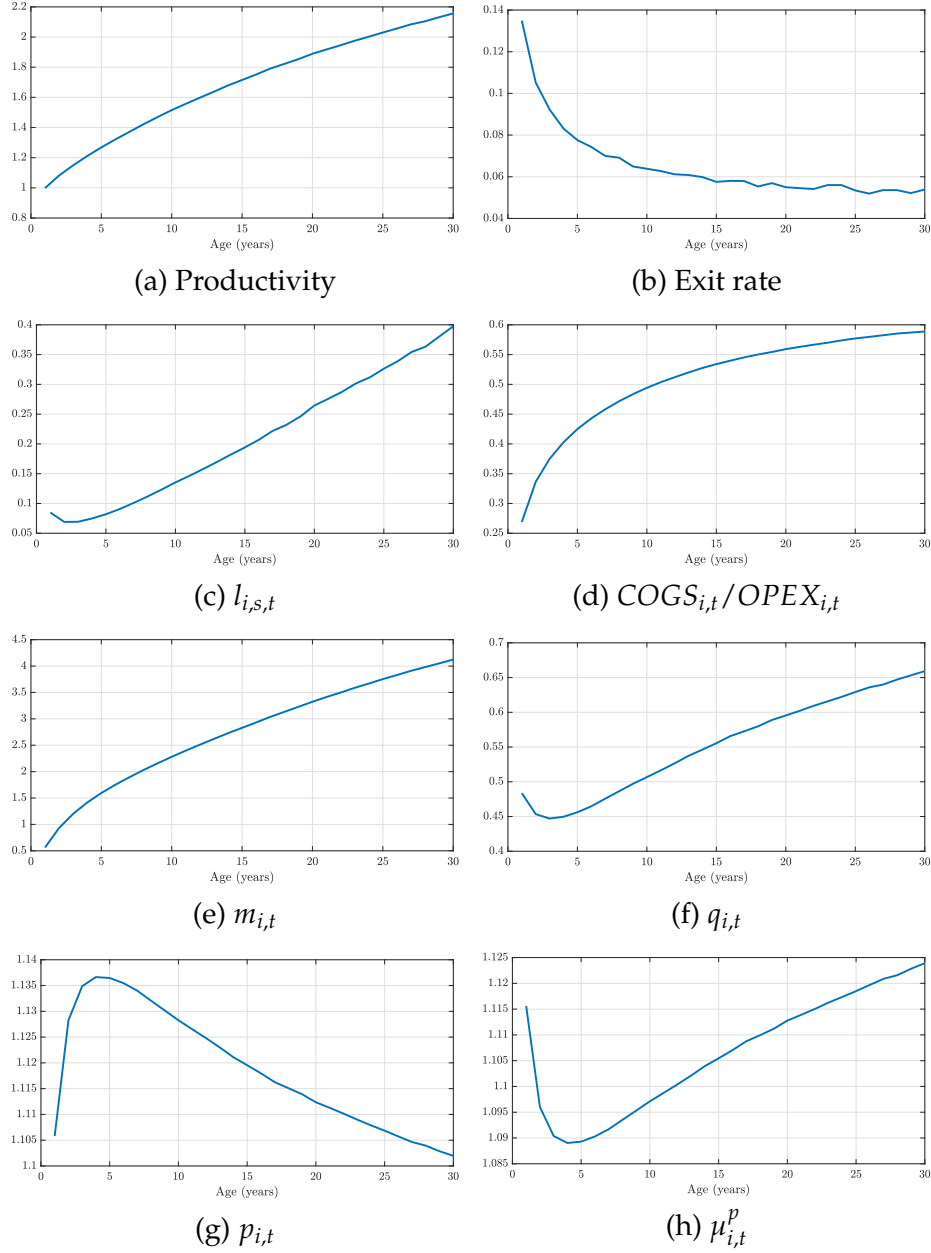 2.2
2
1.8
1.6
1.4
1.2
1
0.8
0 5 10 15 20 25 30
Age (years)
(a) Productivity
0.14
0.12
0.1
0.08
0.06
0.04
0 5 10 15 20 25 30
Age (years)
(b) Exit rate
0.4
0.35
0.3
0.25
0.2
0.15
0.1
0.05
0 5 10 15 20 25 30
Age (years)
(c) l_{i,s,t}
0.6
0.55
0.5
0.45
0.4
0.35
0.3
0.25
0 5 10 15 20 25 30
Age (years)
(d) COGS_{i,t}/OPEX_{i,t}
4.5
4
3.5
3
2.5
2
1.5
1
0.5
0 5 10 15 20 25 30
Age (years)
(e) m_{i,t}
0.7
0.65
0.6
0.55
0.5
0.45
0.4
0 5 10 15 20 25 30
Age (years)
(f) q_{i,t}
1.14
1.135
1.13
1.125
1.12
1.115
1.11
1.105
1.1
0 5 10 15 20 25 30
Age (years)
(g) p_{i,t}
1.125
1.12
1.115
1.11
1.105
1.1
1.095
1.09
1.085
0 5 10 15 20 25 30
Age (years)
(h) μ^p_{i,t}